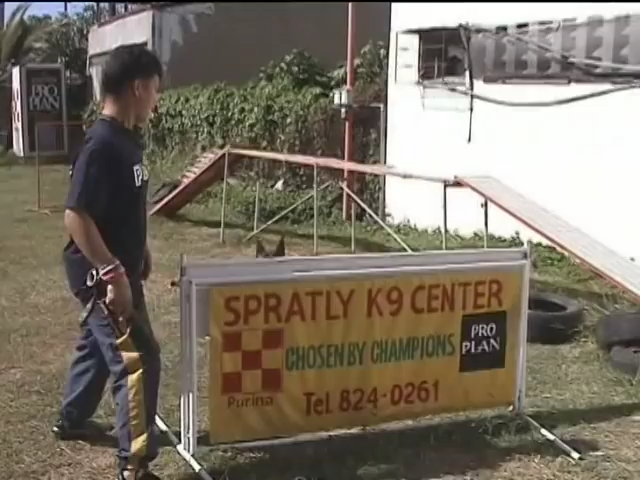 PRO
PLAN
P
SPRATLY K9 CENTER
CHOSEN BY CHAMPIONS
PRO
PLAN
Purina
Tel. 824-0261